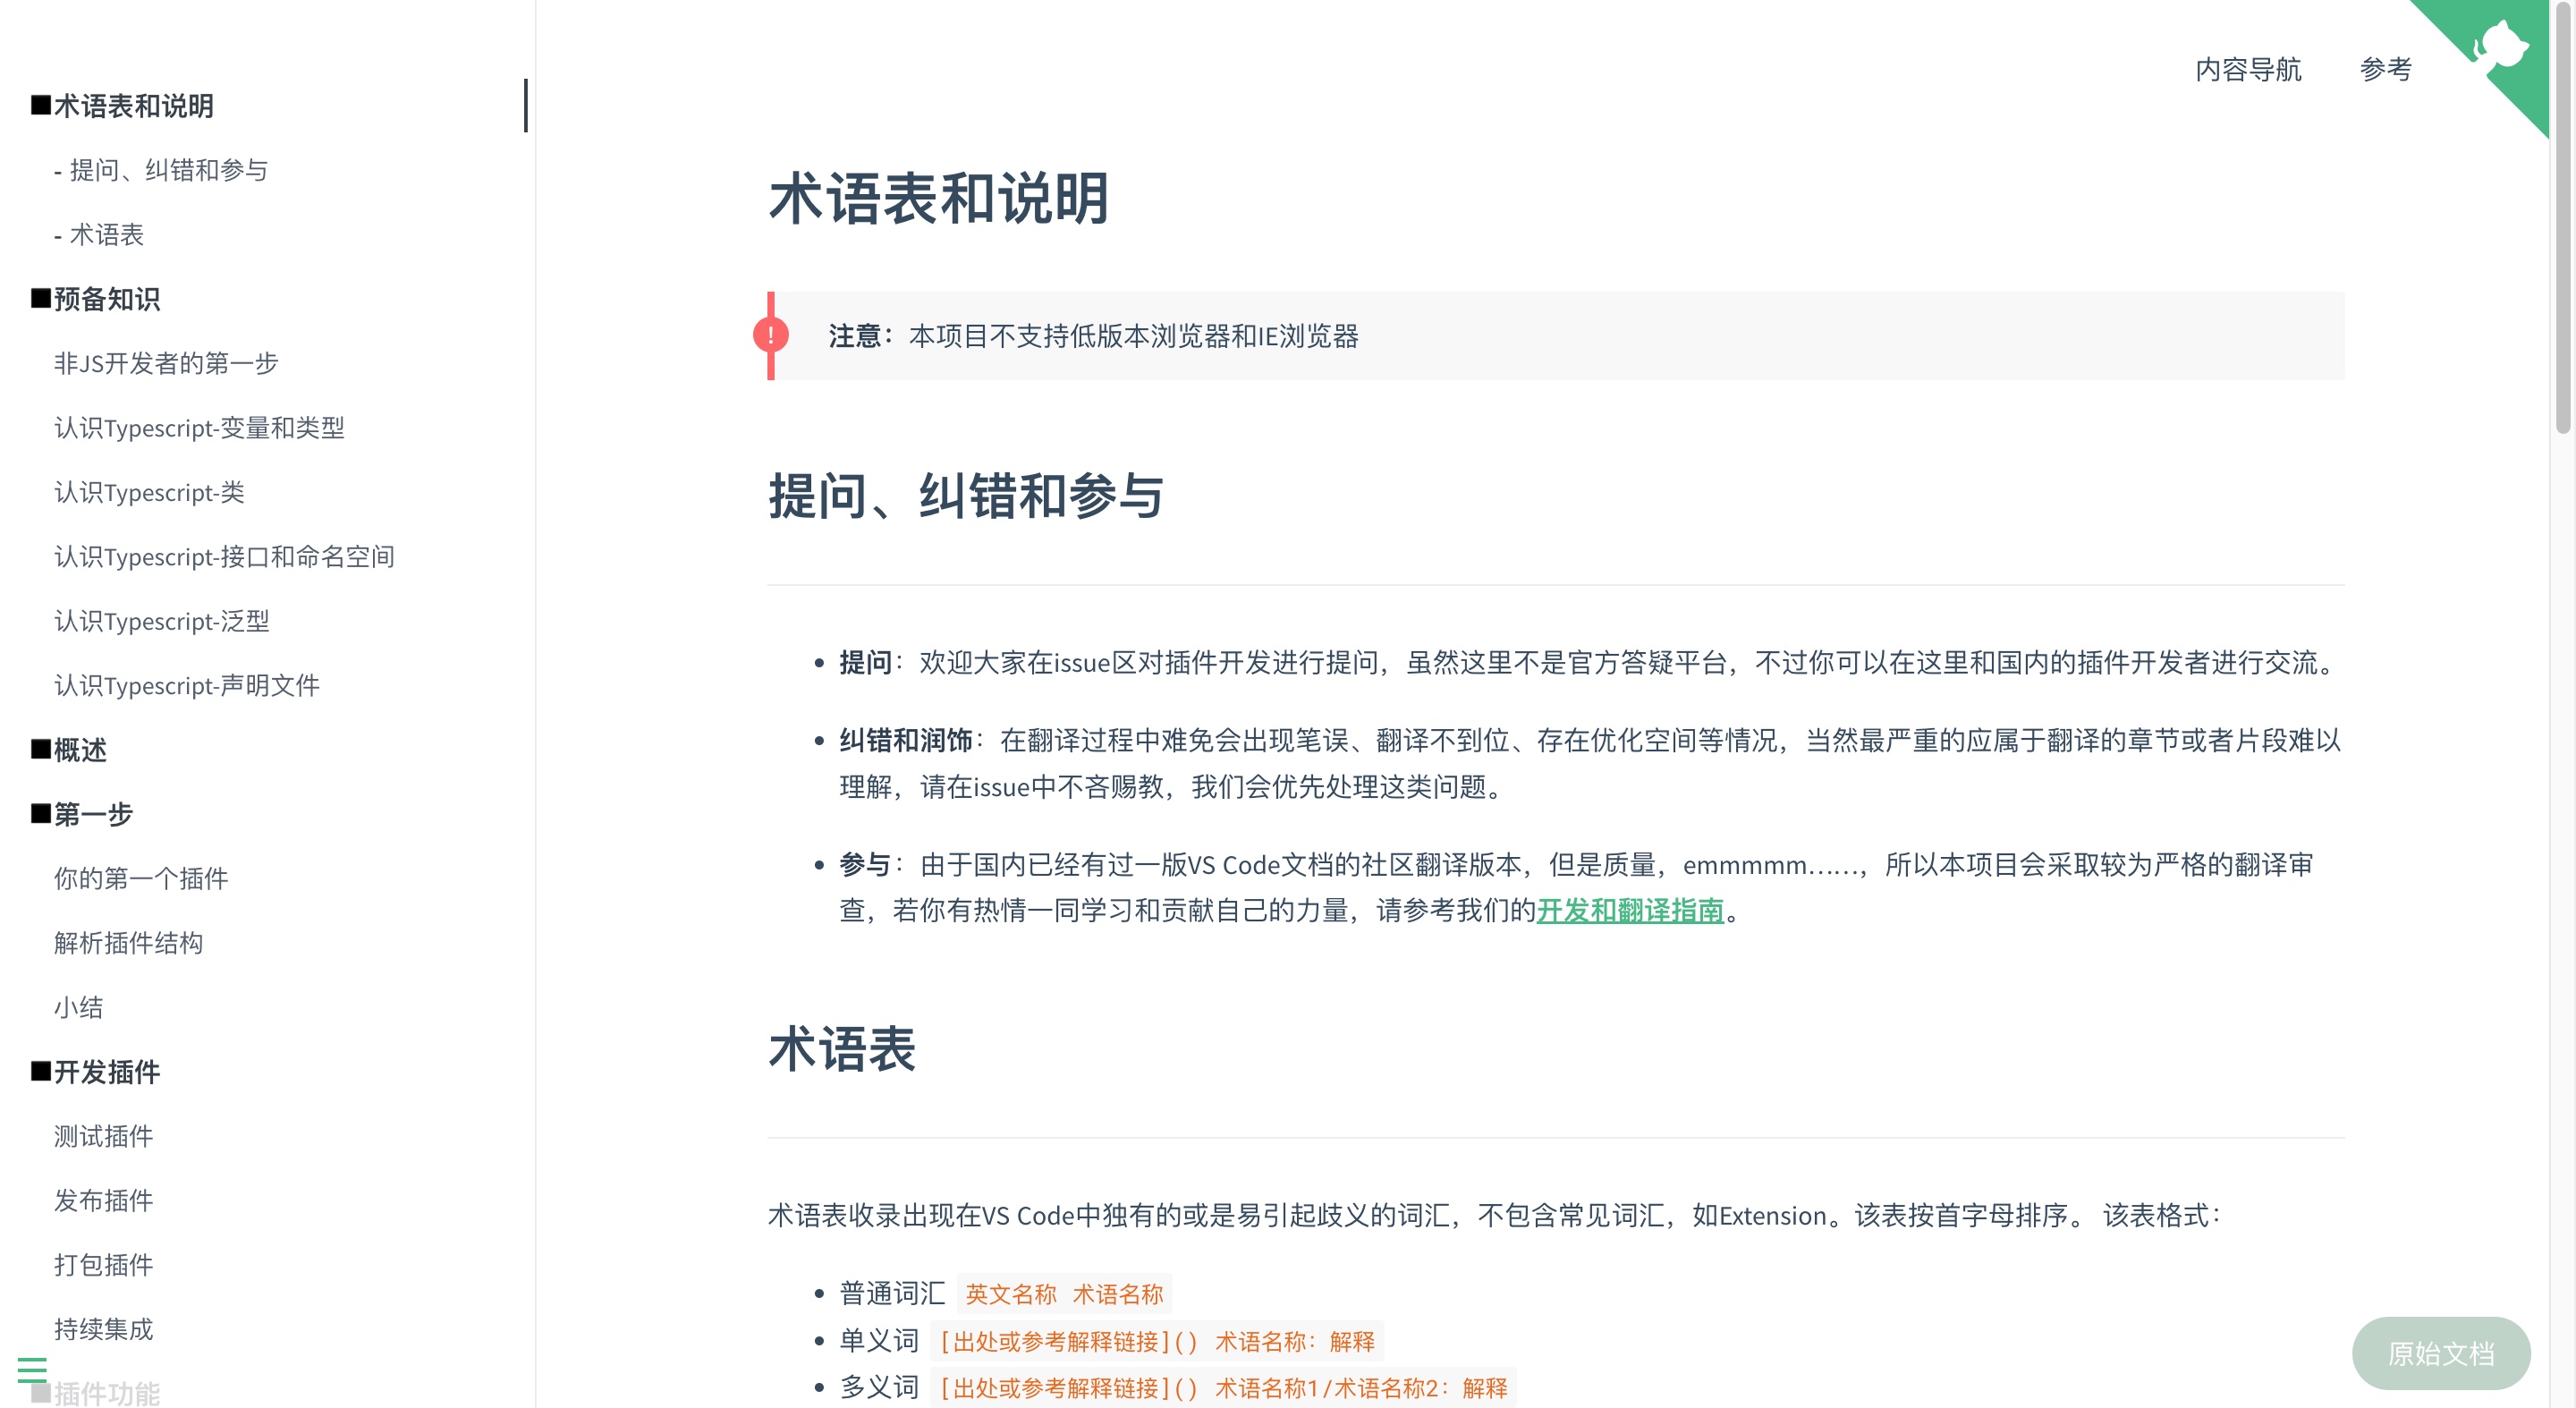 术语表和说明
- 提问、纠错和参与
- 术语表
预备知识
非JS开发者的第一步
认识Typescript-变量和类型
认识Typescript-类
认识Typescript-接口和命名空间
认识Typescript-泛型
认识Typescript-声明文件
概述
第一步
你的第一个插件
解析插件结构
小结
开发插件
测试插件
发布插件
打包插件
持续集成
插件功能
内容导航 参考
术语表和说明
! 注意：本项目不支持低版本浏览器和IE浏览器
提问、纠错和参与
• 提问：欢迎大家在issue区对插件开发进行提问，虽然这里不是官方答疑平台，不过你可以在这里和国内的插件开发者进行交流。
• 纠错和润饰：在翻译过程中难免会出现笔误、翻译不到位、存在优化空间等情况，当然最严重的应属于翻译的章节或者片段难以
理解，请在issue中不吝赐教，我们会优先处理这类问题。
• 参与：由于国内已经有过一版VS Code文档的社区翻译版本，但是质量，emmmmm……，所以本项目会采取较为严格的翻译审
查，若你有热情一同学习和贡献自己的力量，请参考我们的开发和翻译指南。
术语表
术语表收录出现在VS Code中独有的或是易引起歧义的词汇，不包含常见词汇，如Extension。该表按首字母排序。 该表格式：
• 普通词汇 英文名称 术语名称
• 单义词 [出处或参考解释链接]() 术语名称：解释
• 多义词 [出处或参考解释链接]() 术语名称1/术语名称2：解释
原始文档